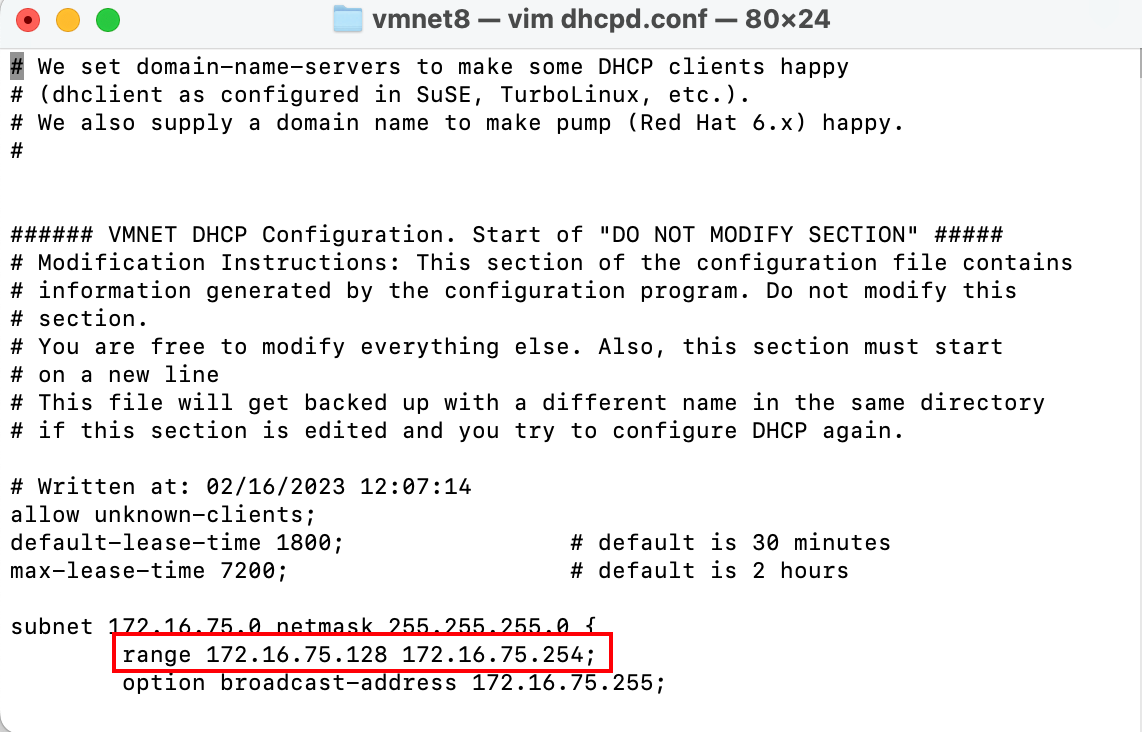 vmnet8 — vim dhcpd.conf — 80×24
# We set domain-name-servers to make some DHCP clients happy
# (dhclient as configured in SuSE, TurboLinux, etc.).
# We also supply a domain name to make pump (Red Hat 6.x) happy.
#
###### VMNET DHCP Configuration. Start of "DO NOT MODIFY SECTION" #####
# Modification Instructions: This section of the configuration file contains
# information generated by the configuration program. Do not modify this
# section.
# You are free to modify everything else. Also, this section must start
# on a new line
# This file will get backed up with a different name in the same directory
# if this section is edited and you try to configure DHCP again.
# Written at: 02/16/2023 12:07:14
allow unknown-clients;
default-lease-time 1800;                # default is 30 minutes
max-lease-time 7200;                    # default is 2 hours
subnet 172.16.75.0 netmask 255.255.255.0 {
        range 172.16.75.128 172.16.75.254;
        option broadcast-address 172.16.75.255;